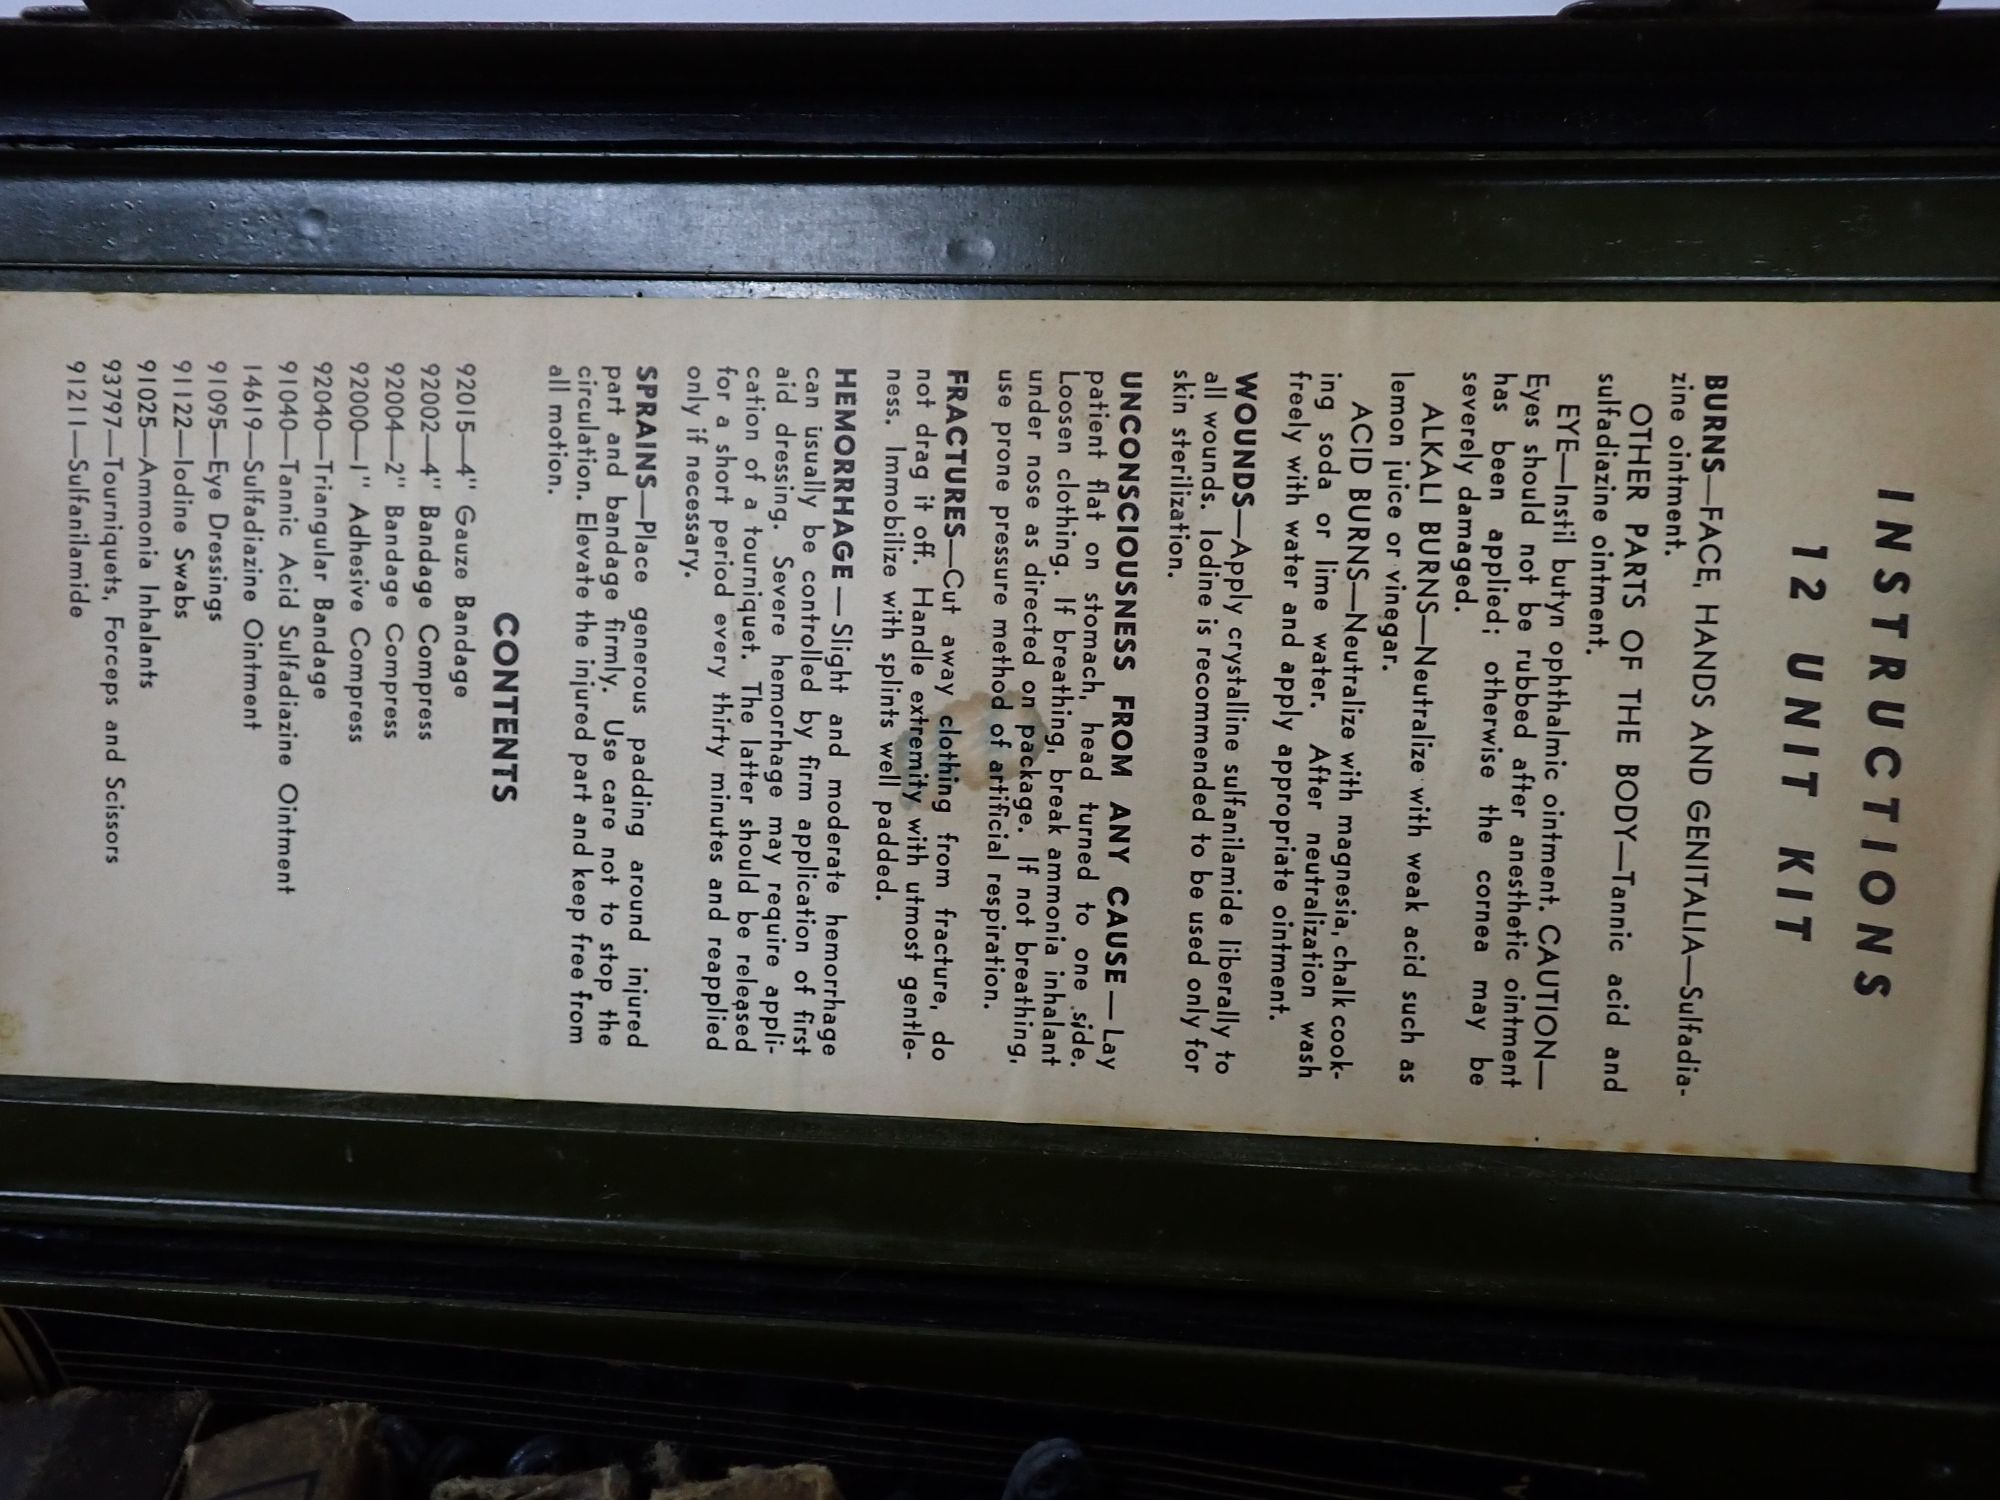 INSTRUCTIONS
12 UNIT KIT
BURNS—FACE, HANDS AND GENITALIA—Sulfadia-
zine ointment.
OTHER PARTS OF THE BODY—Tannic acid and
sulfadiazine ointment.
EYE—Instil butyn ophthalmic ointment. CAUTION—
Eyes should not be rubbed after anesthetic ointment
has been applied; otherwise the cornea may be
severely damaged.
ALKALI BURNS—Neutralize with weak acid such as
lemon juice or vinegar.
ACID BURNS—Neutralize with magnesia, chalk cook-
ing soda or lime water. After neutralization wash
freely with water and apply appropriate ointment.
WOUNDS—Apply crystalline sulfanilamide liberally to
all wounds. Iodine is recommended to be used only for
skin sterilization.
UNCONSCIOUSNESS FROM ANY CAUSE—Lay
patient flat on stomach, head turned to one side.
Loosen clothing. If breathing, break ammonia inhalant
under nose as directed on package. If not breathing,
use prone pressure method of artificial respiration.
FRACTURES—Cut away clothing from fracture, do
not drag it off. Handle extremity with utmost gentle-
ness. Immobilize with splints well padded.
HEMORRHAGE—Slight and moderate hemorrhage
can usually be controlled by firm application of first
aid dressing. Severe hemorrhage may require appli-
cation of a tourniquet. The latter should be released
for a short period every thirty minutes and reapplied
only if necessary.
SPRAINS—Place generous padding around injured
part and bandage firmly. Use care not to stop the
circulation. Elevate the injured part and keep free from
all motion.
CONTENTS
92015—4" Gauze Bandage
92002—4" Bandage Compress
92004—2" Bandage Compress
92000—1" Adhesive Compress
92040—Triangular Bandage
91040—Tannic Acid Sulfadiazine Ointment
14619—Sulfadiazine Ointment
91095—Eye Dressings
91122—Iodine Swabs
91025—Ammonia Inhalants
93797—Tourniquets, Forceps and Scissors
91211—Sulfanilamide